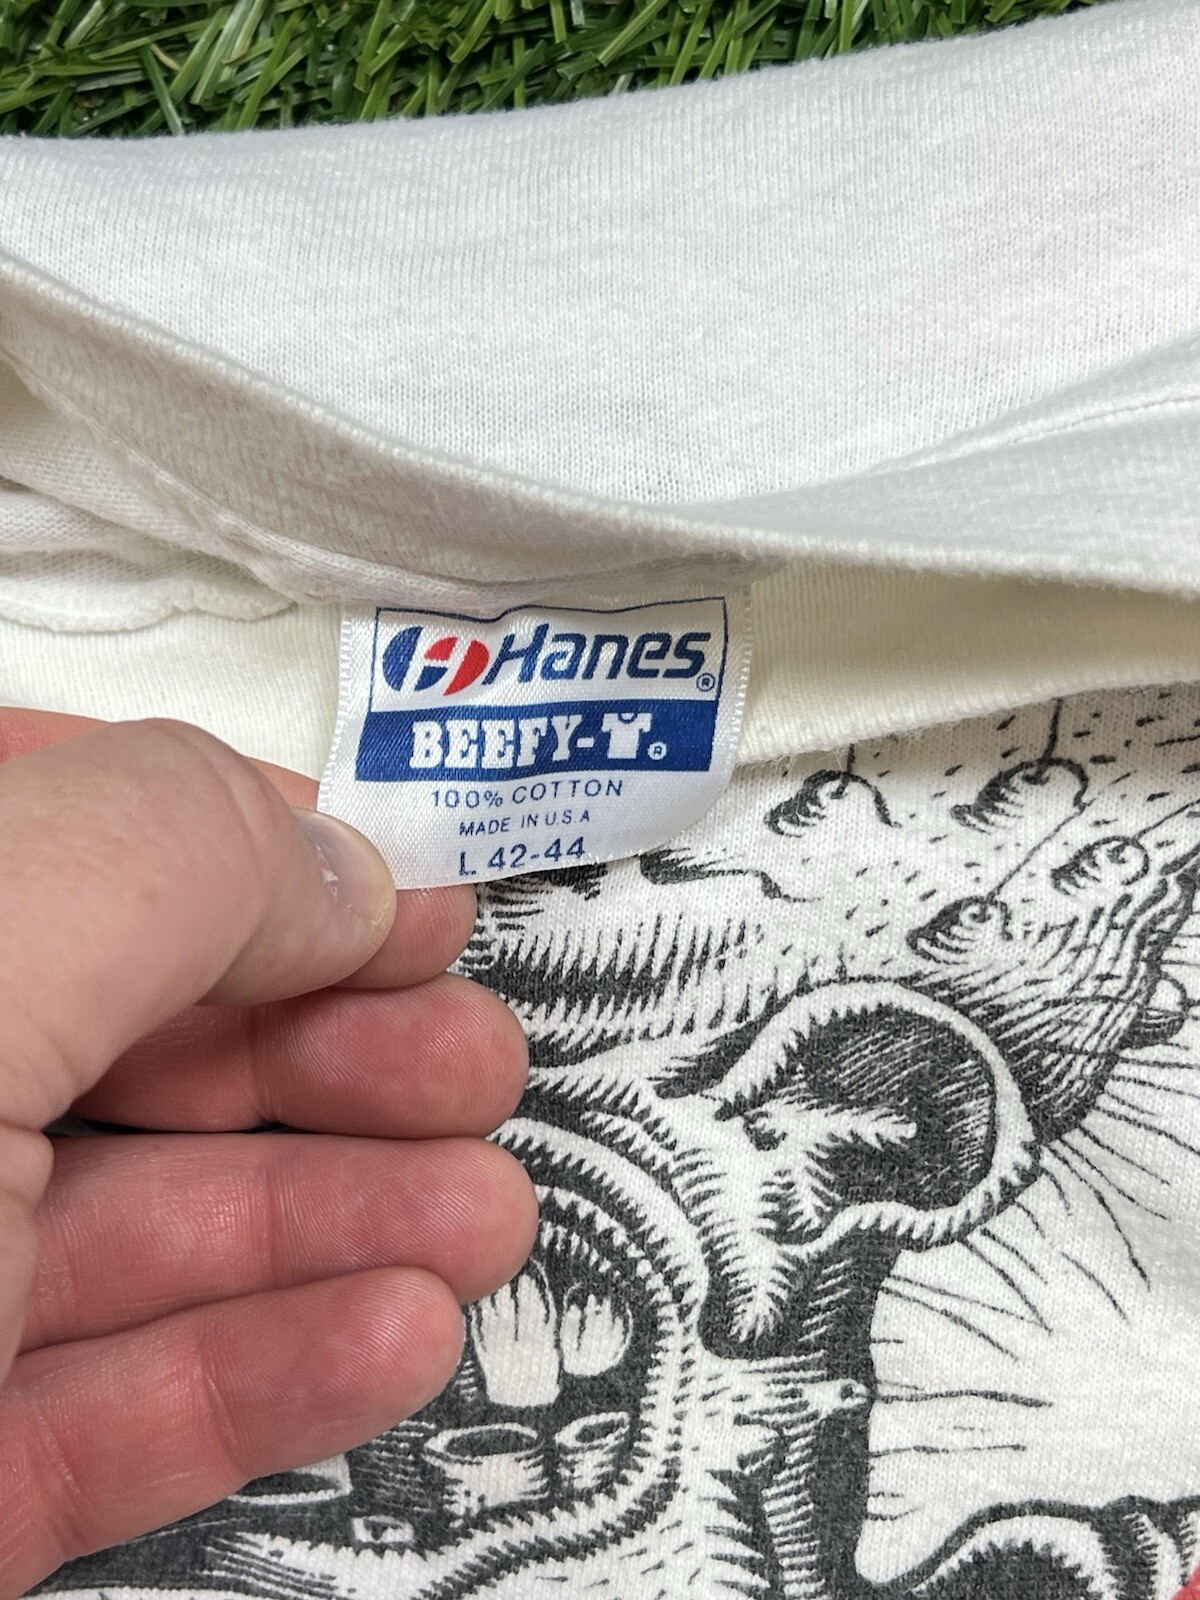 Hanes®
BEEFY-T®
100% COTTON
MADE IN U.S.A
L 42-44